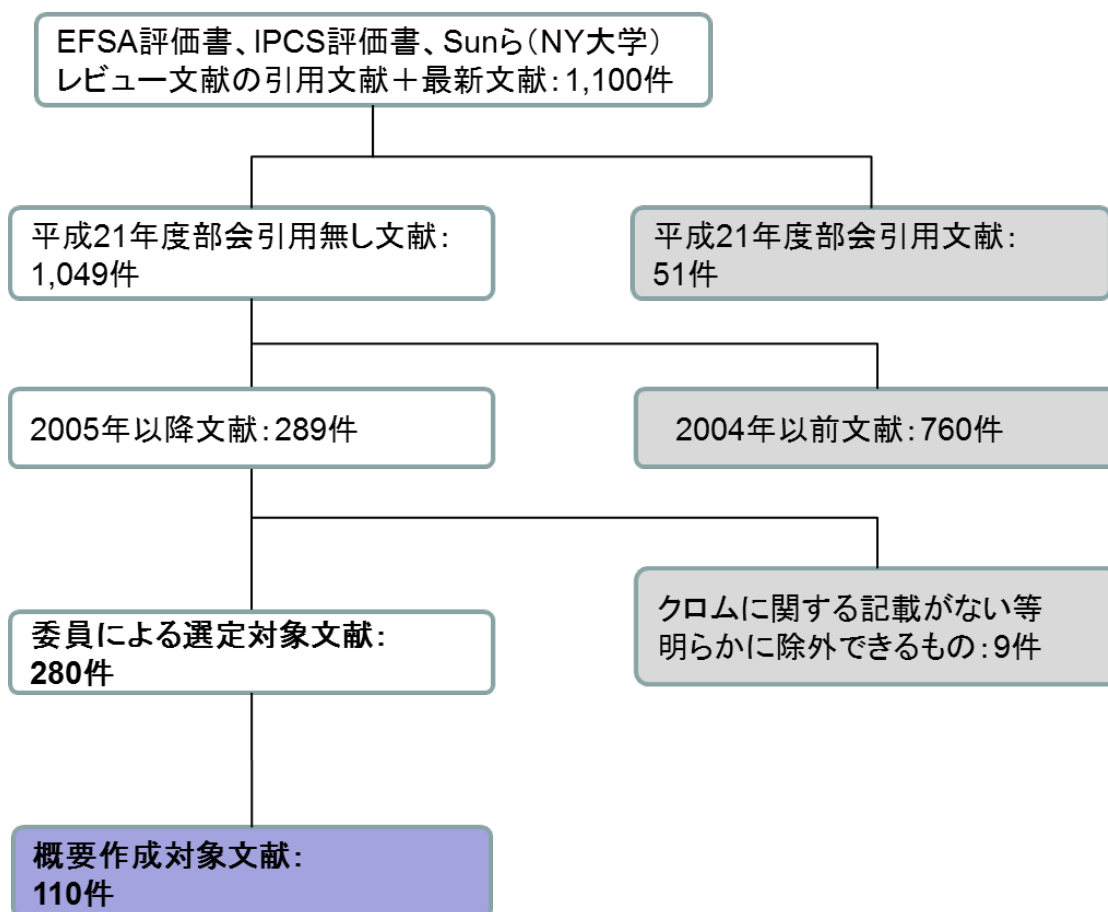 EFSA評価書、IPCS評価書、Sunら（NY大学）
レビュー文献の引用文献＋最新文献：1,100件
平成21年度部会引用無し文献：
1,049件
平成21年度部会引用文献：
51件
2005年以降文献：289件
2004年以前文献：760件
委員による選定対象文献：
280件
クロムに関する記載がない等
明らかに除外できるもの：9件
概要作成対象文献：
110件